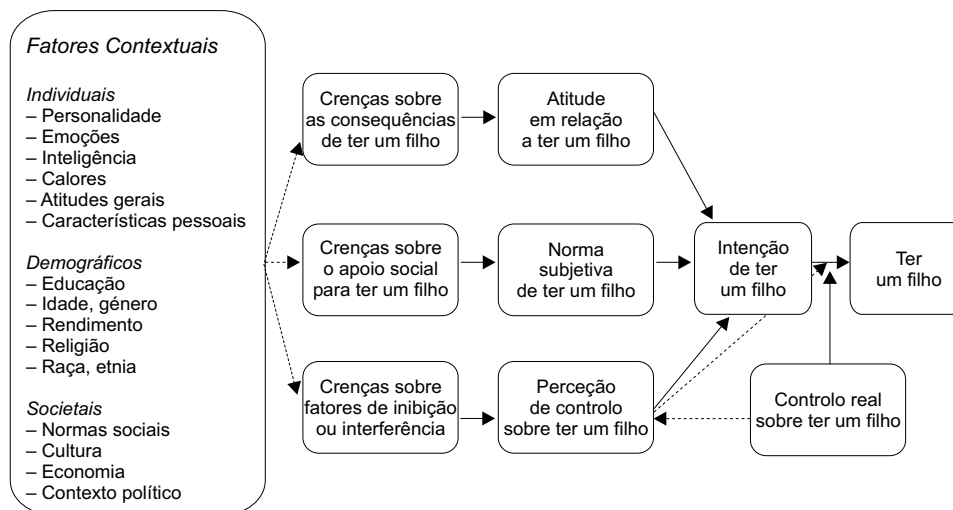 Fatores Contextuais
Individuais
– Personalidade
– Emoções
– Inteligência
– Calores
– Atitudes gerais
– Características pessoais
Demográficos
– Educação
– Idade, género
– Rendimento
– Religião
– Raça, etnia
Societais
– Normas sociais
– Cultura
– Economia
– Contexto político
Crenças sobre
as consequências
de ter um filho
Atitude
em relação
a ter um filho
Crenças sobre
o apoio social
para ter um filho
Norma
subjetiva
de ter um filho
Intenção
de ter
um filho
Ter
um filho
Crenças sobre
fatores de inibição
ou interferência
Perceção
de controlo
sobre ter um filho
Controlo real
sobre ter um filho